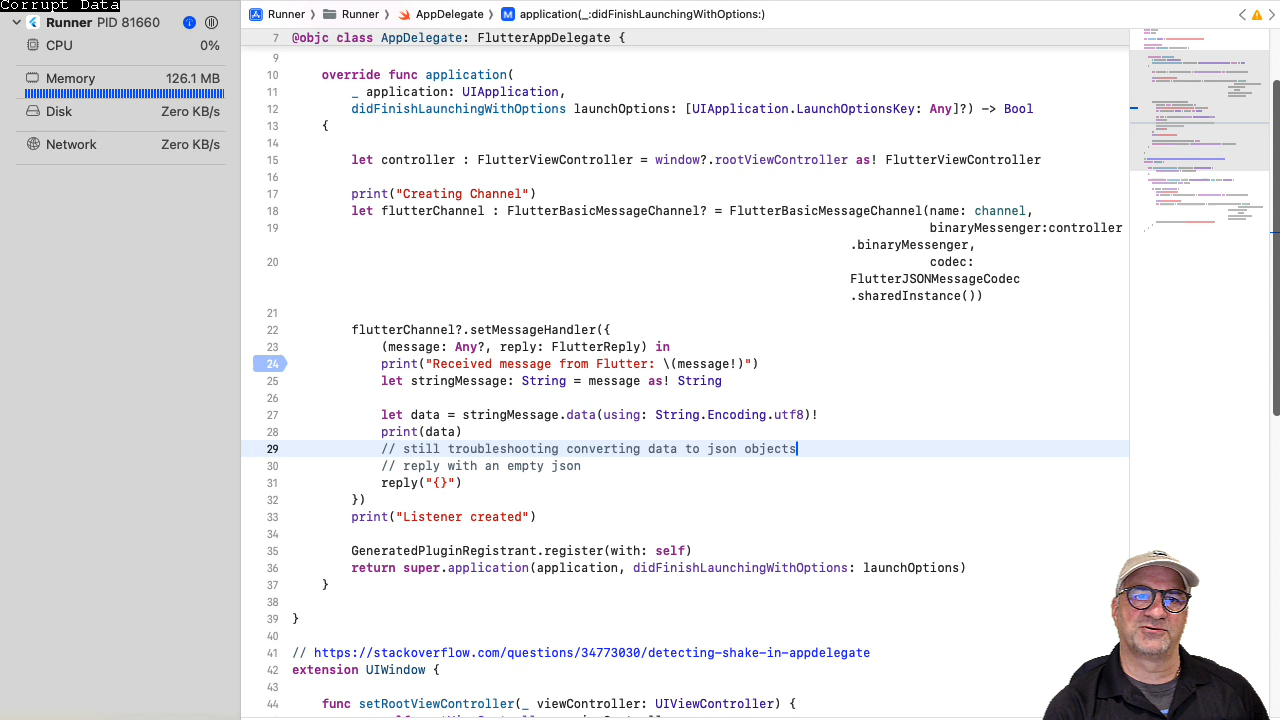 Corrupt Data
Runner PID 81660
CPU 0%
Memory 126.1 MB
Disk Zero KB/s
Network Zero KB/s
Runner Runner AppDelegate M application(_:didFinishLaunchingWithOptions:)
7 @objc class AppDelegate: FlutterAppDelegate {
9
10 override func application(
11 _ application: UIApplication,
12 didFinishLaunchingWithOptions launchOptions: [UIApplication.LaunchOptionsKey: Any]?) -> Bool
13 {
14
15 let controller : FlutterViewController = window?.rootViewController as! FlutterViewController
16
17 print("Creating channel")
18 let flutterChannel : FlutterBasicMessageChannel? = FlutterBasicMessageChannel(name: channel,
19 binaryMessenger:controller
.binaryMessenger,
20 codec:
FlutterJSONMessageCodec
.sharedInstance())
21
22 flutterChannel?.setMessageHandler({
23 (message: Any?, reply: FlutterReply) in
24 print("Received message from Flutter: \(message!)")
25 let stringMessage: String = message as! String
26
27 let data = stringMessage.data(using: String.Encoding.utf8)!
28 print(data)
29 // still troubleshooting converting data to json objects
30 // reply with an empty json
31 reply("{}")
32 })
33 print("Listener created")
34
35 GeneratedPluginRegistrant.register(with: self)
36 return super.application(application, didFinishLaunchingWithOptions: launchOptions)
37 }
38
39 }
40
41 // https://stackoverflow.com/questions/34773030/detecting-shake-in-appdelegate
42 extension UIWindow {
43
44 func setRootViewController(_ viewController: UIViewController) {